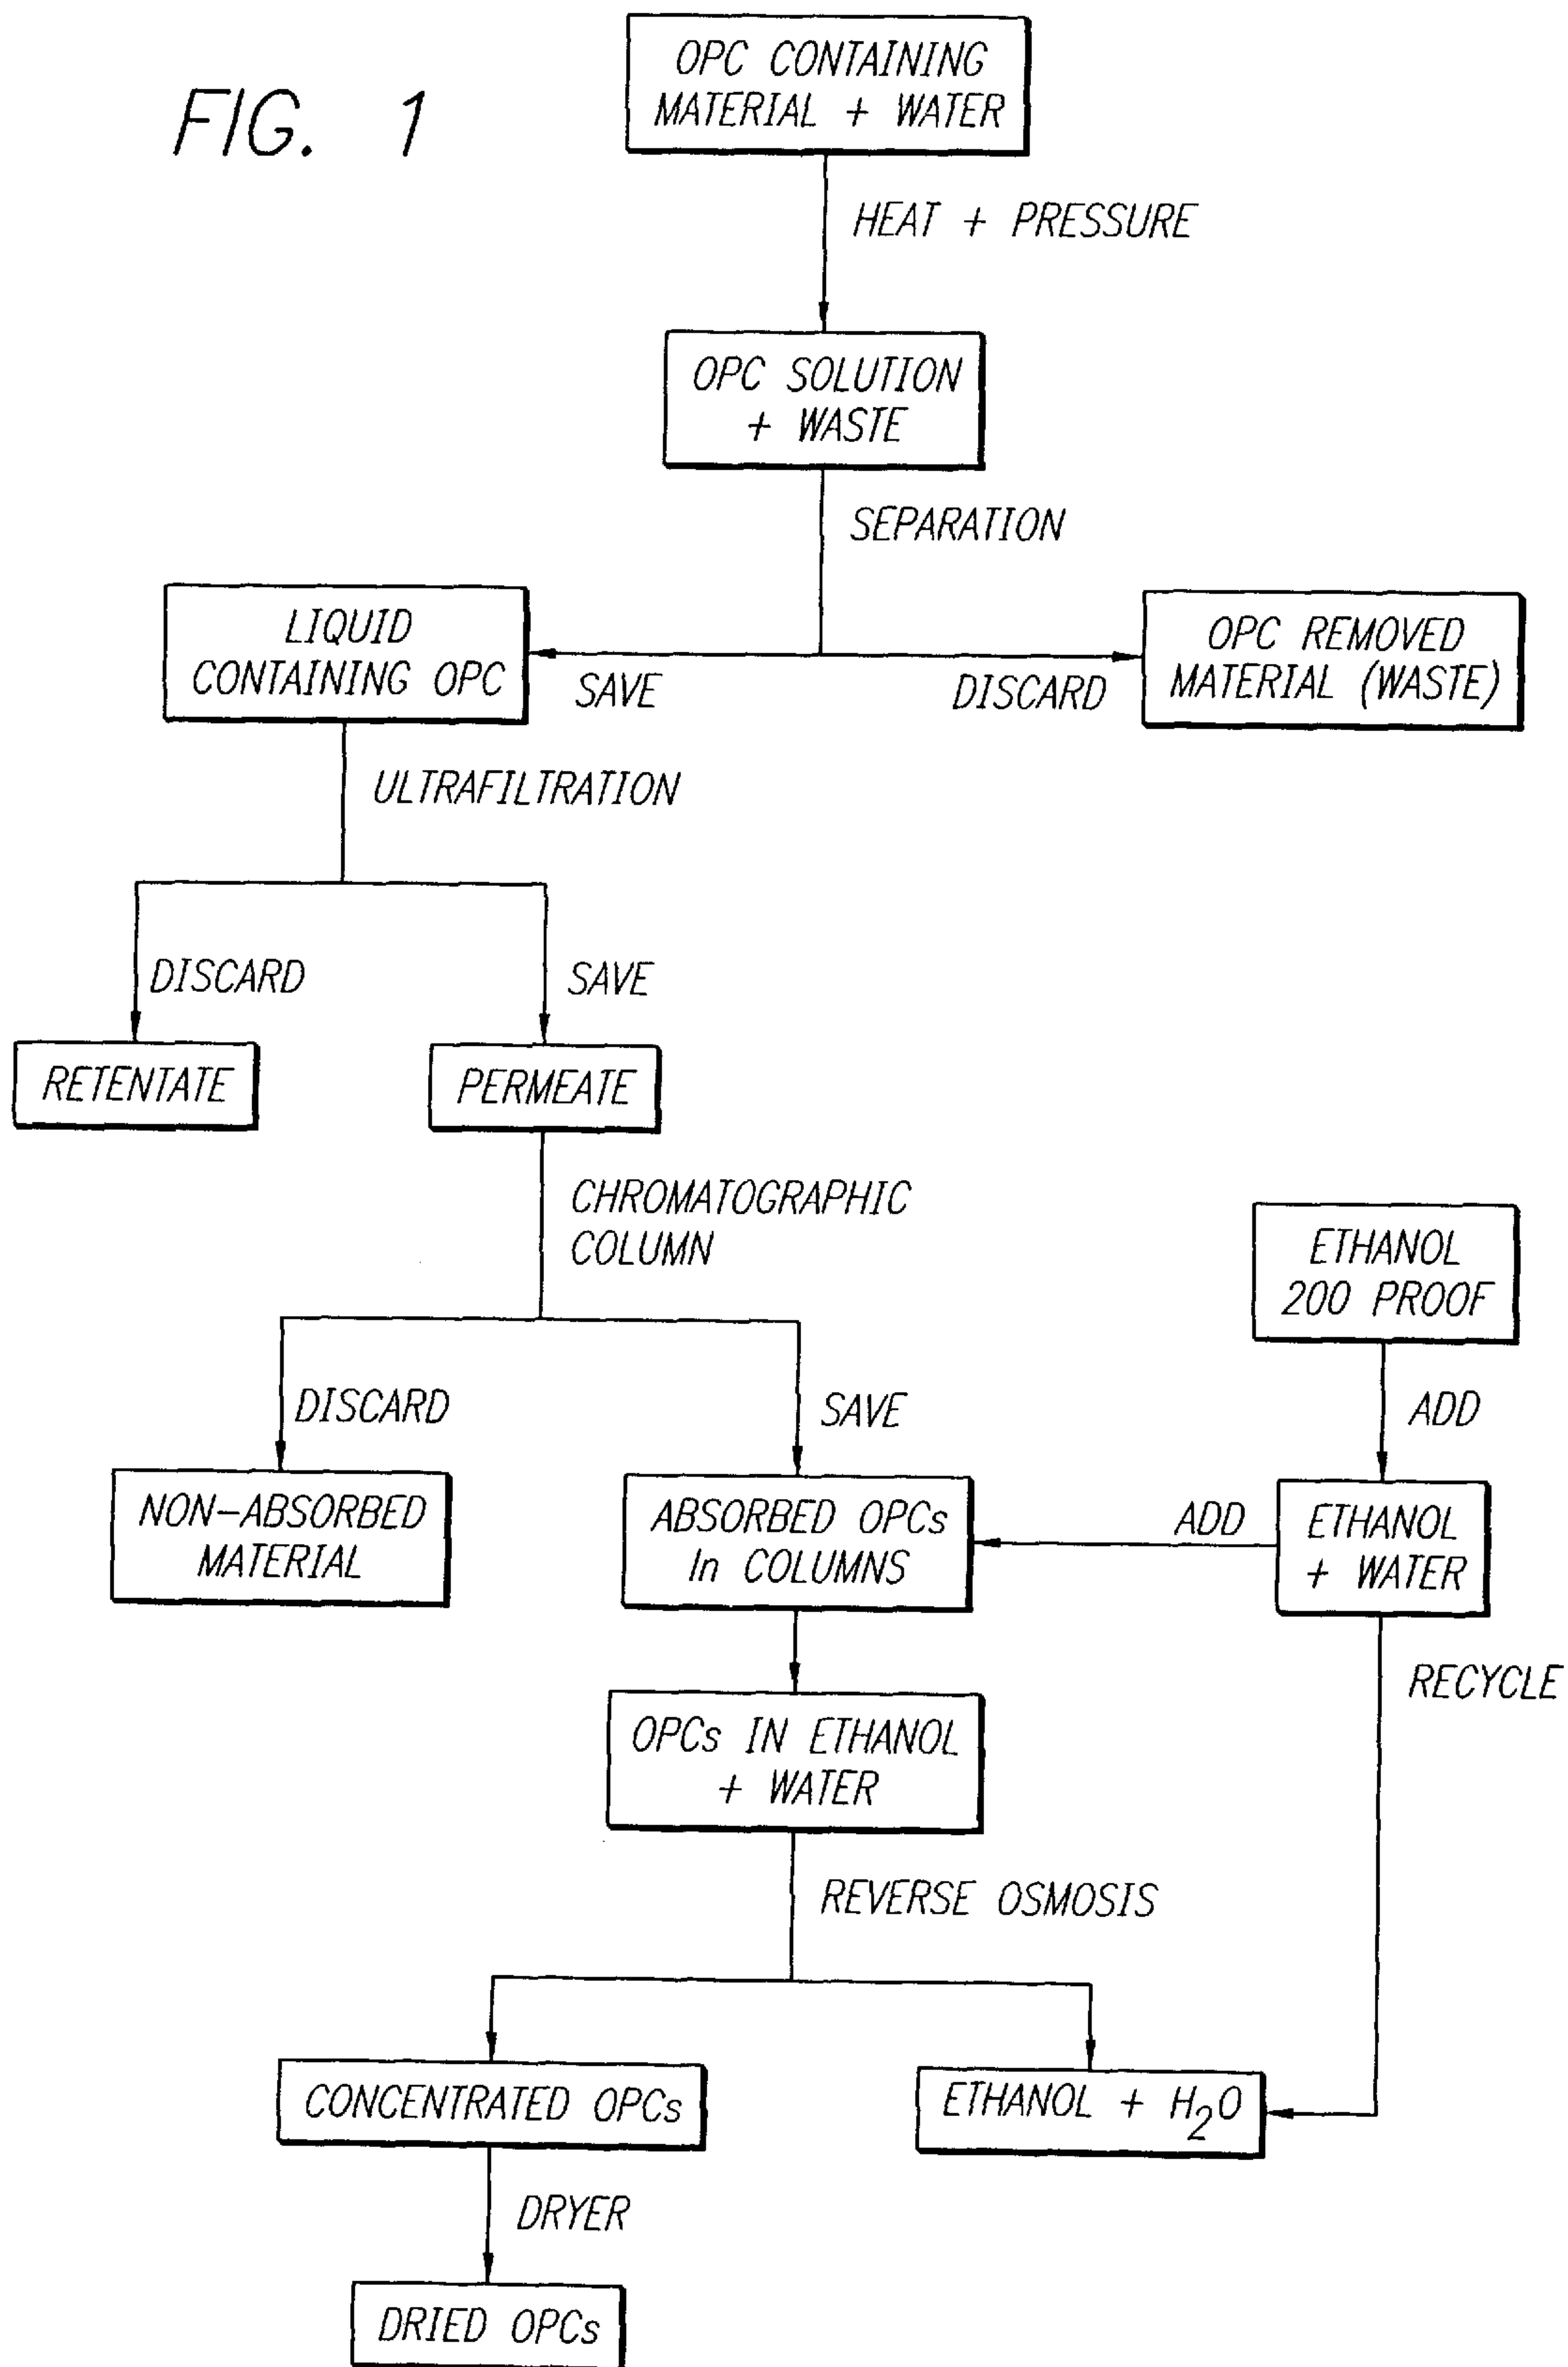 FIG. 1
OPC CONTAINING
MATERIAL + WATER
HEAT + PRESSURE
OPC SOLUTION
+ WASTE
SEPARATION
LIQUID
CONTAINING OPC
SAVE
DISCARD
OPC REMOVED
MATERIAL (WASTE)
ULTRAFILTRATION
DISCARD
SAVE
RETENTATE
PERMEATE
CHROMATOGRAPHIC
COLUMN
ETHANOL
200 PROOF
DISCARD
SAVE
ADD
NON-ABSORBED
MATERIAL
ABSORBED OPCs
In COLUMNS
ADD
ETHANOL
+ WATER
RECYCLE
OPCs IN ETHANOL
+ WATER
REVERSE OSMOSIS
CONCENTRATED OPCs
ETHANOL + H₂O
DRYER
DRIED OPCs